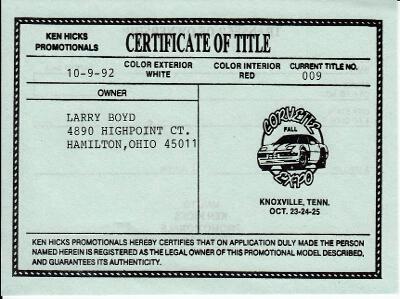 KEN HICKS
PROMOTIONALS
CERTIFICATE OF TITLE
10-9-92
COLOR EXTERIOR
WHITE
COLOR INTERIOR
RED
CURRENT TITLE NO.
009
OWNER
LARRY BOYD
4890 HIGHPOINT CT.
HAMILTON,OHIO 45011
CORVETTE
FALL
EXPO
KNOXVILLE, TENN.
OCT. 23-24-25
KEN HICKS PROMOTIONALS HEREBY CERTIFIES THAT ON APPLICATION DULY MADE THE PERSON
NAMED HEREIN IS REGISTERED AS THE LEGAL OWNER OF THIS PROMOTIONAL MODEL DESCRIBED,
AND GUARANTEES ITS AUTHENTICITY.